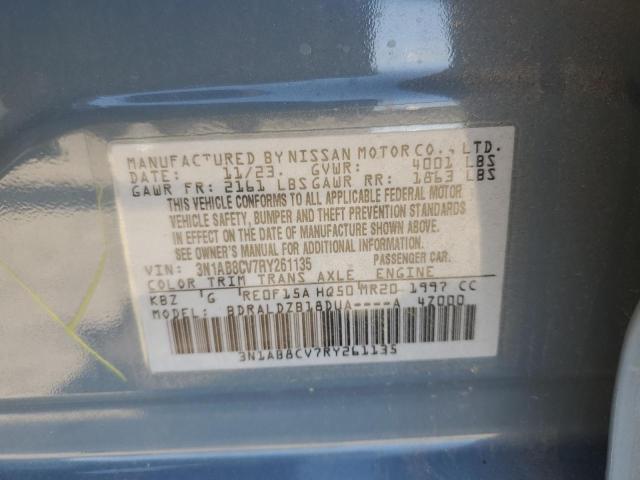 MANUFACTURED BY NISSAN MOTOR CO., LTD.
DATE: 11/23. GVWR: 4001 LBS
GAWR FR: 2161 LBS GAWR RR: 1863 LBS
THIS VEHICLE CONFORMS TO ALL APPLICABLE FEDERAL MOTOR
VEHICLE SAFETY, BUMPER AND THEFT PREVENTION STANDARDS
IN EFFECT ON THE DATE OF MANUFACTURE SHOWN ABOVE.
SEE OWNER'S MANUAL FOR ADDITIONAL INFORMATION
VIN: 3N1AB8CV7RY261135 PASSENGER CAR.
COLOR TRIM TRANS AXLE ENGINE
KBZ G RE0F15A HQ50 MR20 1997 CC
MODEL: BDRALDZB18DUA----A 4Z000
3N1AB8CV7RY261135